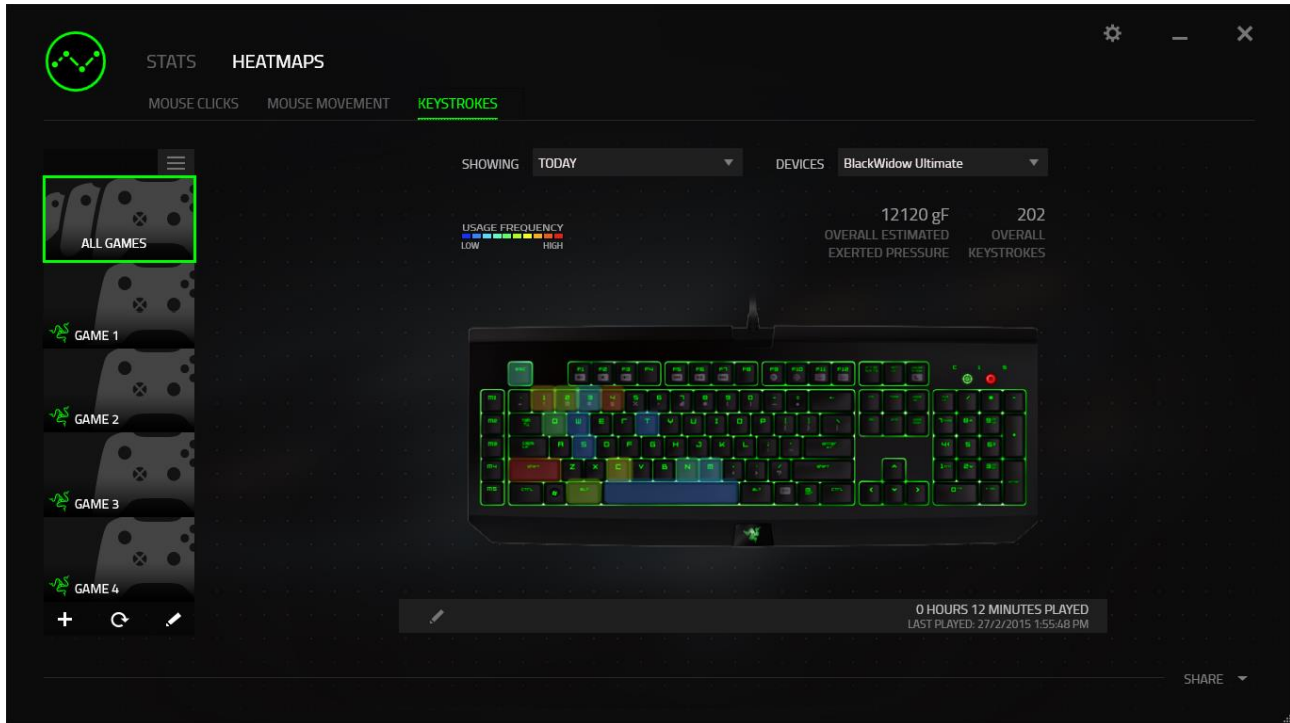 STATS HEATMAPS
MOUSE CLICKS MOUSE MOVEMENT KEYSTROKES
SHOWING TODAY DEVICES BlackWidow Ultimate
USAGE FREQUENCY
LOW HIGH
12120 gF 202
OVERALL ESTIMATED OVERALL
EXERTED PRESSURE KEYSTROKES
ALL GAMES
GAME 1
GAME 2
GAME 3
GAME 4
0 HOURS 12 MINUTES PLAYED
LAST PLAYED: 27/2/2015 1:55:48 PM
SHARE